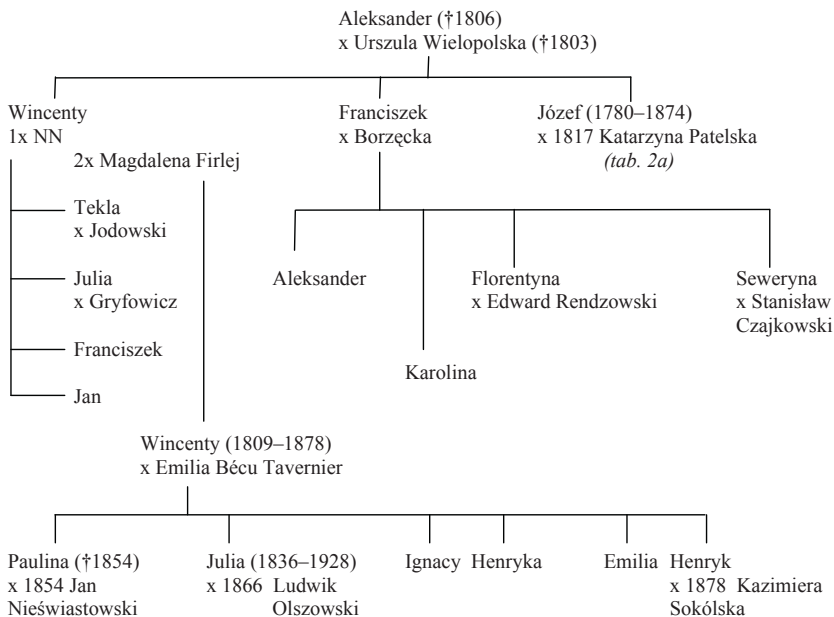 Aleksander (†1806)
x Urszula Wielopolska (†1803)
Wincenty
1x NN
2x Magdalena Firlej
Franciszek
x Borzęcka
Józef (1780–1874)
x 1817 Katarzyna Patelska
(tab. 2a)
Tekla
x Jodowski
Julia
x Gryfowicz
Franciszek
Jan
Aleksander
Karolina
Florentyna
x Edward Rendzowski
Seweryna
x Stanisław
Czajkowski
Wincenty (1809–1878)
x Emilia Bécu Tavernier
Paulina (†1854)
x 1854 Jan
Nieświastowski
Julia (1836–1928)
x 1866 Ludwik
Olszowski
Ignacy
Henryka
Emilia
Henryk
x 1878 Kazimiera
Sokólska